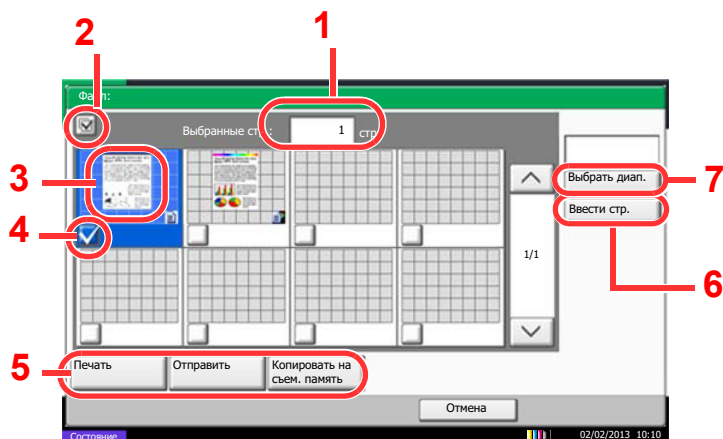 1
2
Файл:
Выбранные стр.: 1 стр
3
Выбрать диап.
7
Ввести стр.
4
1/1
6
5
Печать Отправить Копировать на
съем. память
Отмена
Состояние 02/02/2013 10:10